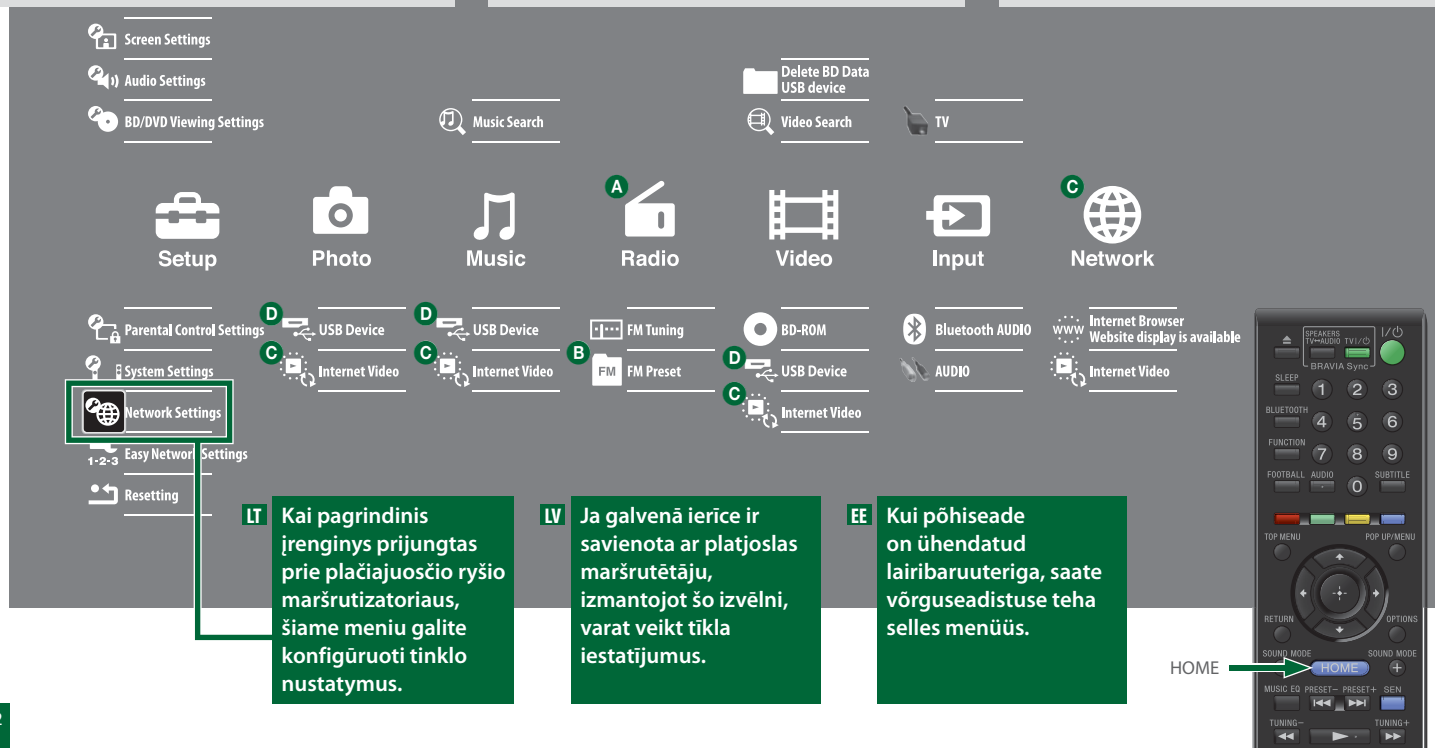 Screen Settings
Audio Settings
BD/DVD Viewing Settings
Music Search
Delete BD Data
USB device
Video Search
TV
A
C
Setup
Photo
Music
Radio
Video
Input
Network
Parental Control Settings
System Settings
Network Settings
1-2-3 Easy Network Settings
Resetting
D USB Device
C Internet Video
D USB Device
C Internet Video
FM Tuning
B FM FM Preset
BD-ROM
D USB Device
C Internet Video
Bluetooth AUDIO
AUDIO
www Internet Browser
Website display is available
Internet Video
LT Kai pagrindinis
įrenginys prijungtas
prie plačiajuosčio ryšio
maršrutizatoriaus,
šiame meniu galite
konfigūruoti tinklo
nustatymus.
LV Ja galvenā ierīce ir
savienota ar platjoslas
maršrutētāju,
izmantojot šo izvēlni,
varat veikt tīkla
iestatījumus.
EE Kui põhiseade
on ühendatud
lairibaruuteriga, saate
võrguseadistuse teha
selles menüüs.
HOME
SPEAKERS
TV↔AUDIO TV I/⏻ I/⏻
BRAVIA Sync
SLEEP 1 2 3
BLUETOOTH 4 5 6
FUNCTION 7 8 9
FOOTBALL AUDIO 0 SUBTITLE
TOP MENU POP UP/MENU
RETURN OPTIONS
SOUND MODE SOUND MODE
HOME +
MUSIC EQ PRESET– PRESET+ SEN
TUNING– TUNING+
2